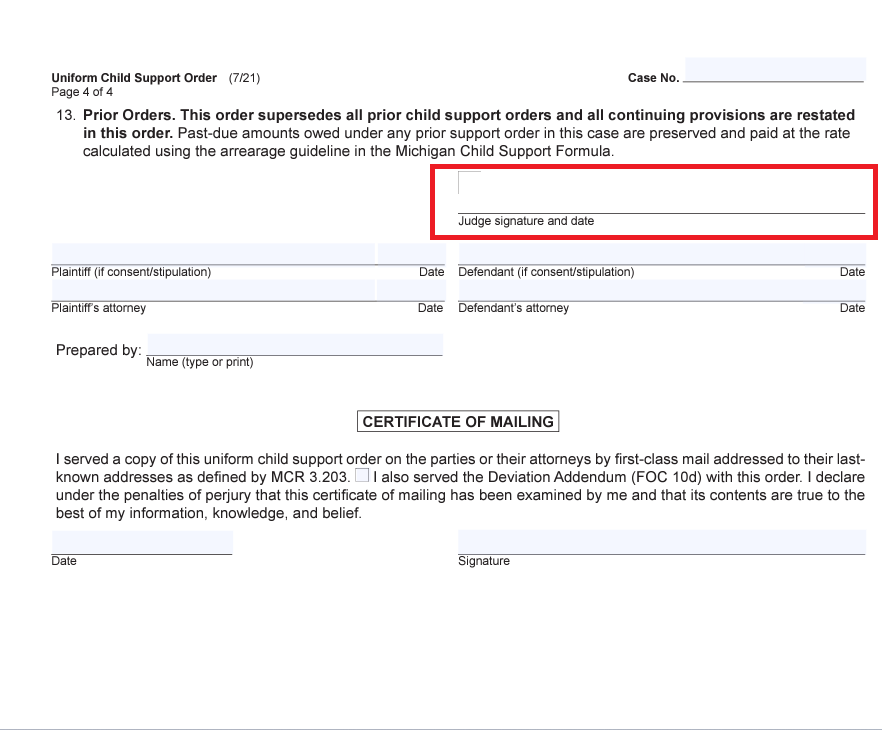 Uniform Child Support Order (7/21)
Case No.
Page 4 of 4
13. Prior Orders. This order supersedes all prior child support orders and all continuing provisions are restated
in this order. Past-due amounts owed under any prior support order in this case are preserved and paid at the rate
calculated using the arrearage guideline in the Michigan Child Support Formula.
Judge signature and date
Plaintiff (if consent/stipulation) Date Defendant (if consent/stipulation) Date
Plaintiff's attorney Date Defendant's attorney Date
Prepared by:
Name (type or print)
CERTIFICATE OF MAILING
I served a copy of this uniform child support order on the parties or their attorneys by first-class mail addressed to their last-
known addresses as defined by MCR 3.203. I also served the Deviation Addendum (FOC 10d) with this order. I declare
under the penalties of perjury that this certificate of mailing has been examined by me and that its contents are true to the
best of my information, knowledge, and belief.
Date Signature